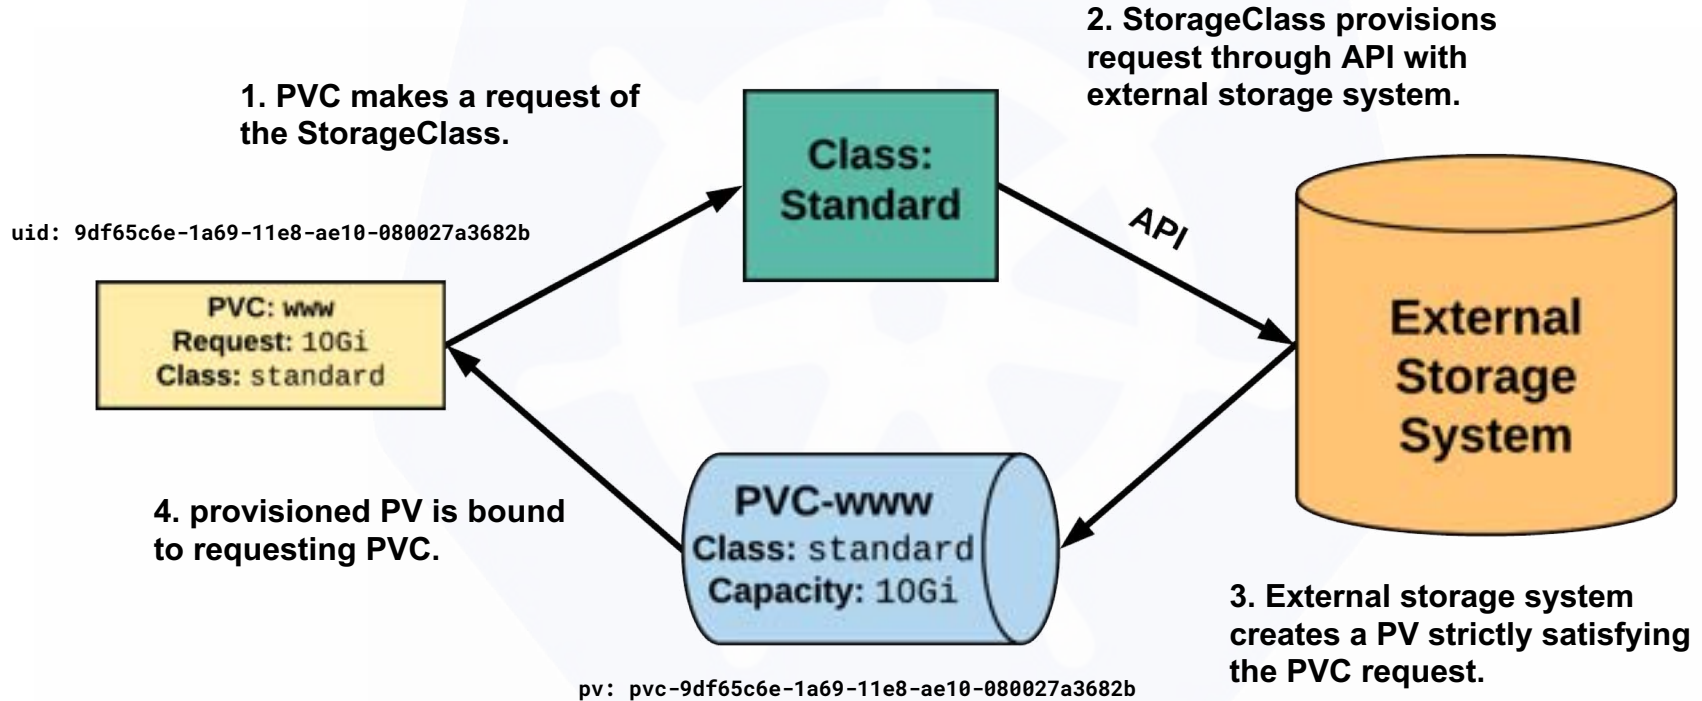 2. StorageClass provisions
request through API with
external storage system.
1. PVC makes a request of
the StorageClass.
Class:
Standard
API
uid: 9df65c6e-1a69-11e8-ae10-080027a3682b
PVC: www
Request: 10Gi
Class: standard
External
Storage
System
4. provisioned PV is bound
to requesting PVC.
PVC-www
Class: standard
Capacity: 10Gi
3. External storage system
creates a PV strictly satisfying
the PVC request.
pv: pvc-9df65c6e-1a69-11e8-ae10-080027a3682b